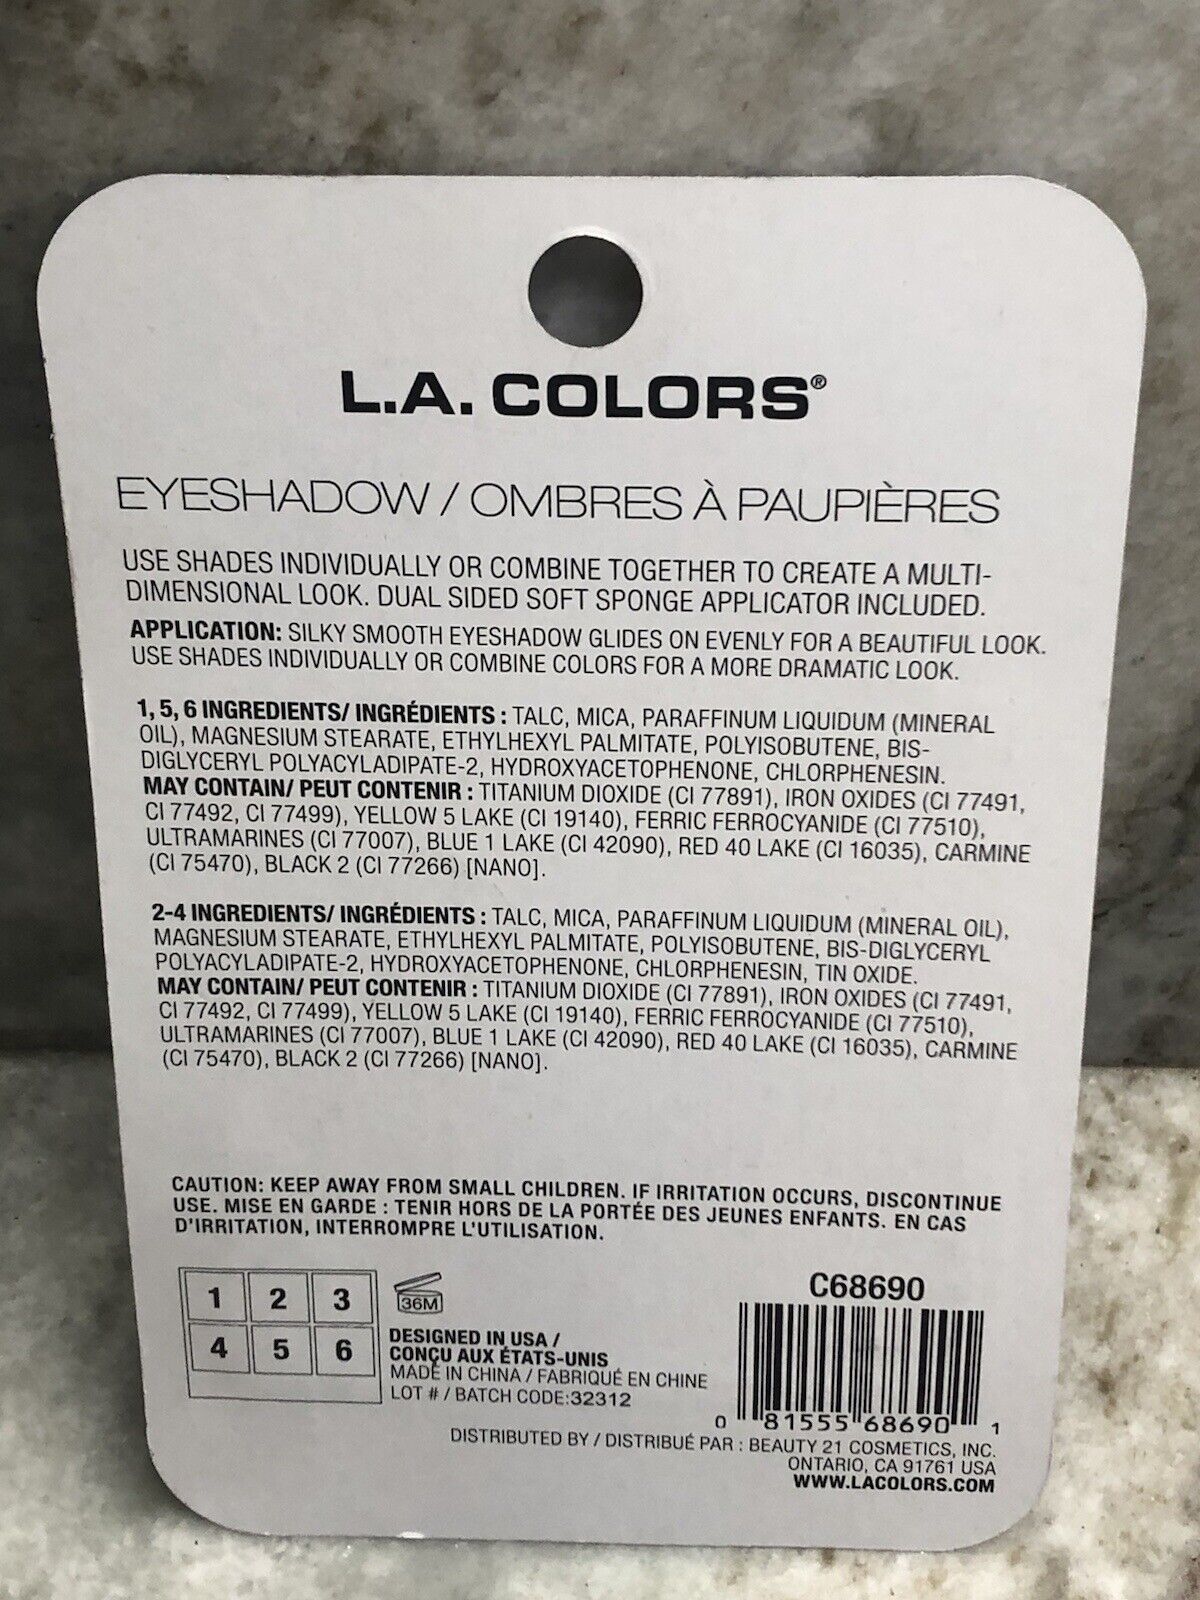 L.A. COLORS®
EYESHADOW / OMBRES À PAUPIÈRES
USE SHADES INDIVIDUALLY OR COMBINE TOGETHER TO CREATE A MULTI-
DIMENSIONAL LOOK. DUAL SIDED SOFT SPONGE APPLICATOR INCLUDED.
APPLICATION: SILKY SMOOTH EYESHADOW GLIDES ON EVENLY FOR A BEAUTIFUL LOOK.
USE SHADES INDIVIDUALLY OR COMBINE COLORS FOR A MORE DRAMATIC LOOK.
1, 5, 6 INGREDIENTS/ INGRÉDIENTS : TALC, MICA, PARAFFINUM LIQUIDUM (MINERAL
OIL), MAGNESIUM STEARATE, ETHYLHEXYL PALMITATE, POLYISOBUTENE, BIS-
DIGLYCERYL POLYACYLADIPATE-2, HYDROXYACETOPHENONE, CHLORPHENESIN.
MAY CONTAIN/ PEUT CONTENIR : TITANIUM DIOXIDE (CI 77891), IRON OXIDES (CI 77491,
CI 77492, CI 77499), YELLOW 5 LAKE (CI 19140), FERRIC FERROCYANIDE (CI 77510),
ULTRAMARINES (CI 77007), BLUE 1 LAKE (CI 42090), RED 40 LAKE (CI 16035), CARMINE
(CI 75470), BLACK 2 (CI 77266) [NANO].
2-4 INGREDIENTS/ INGRÉDIENTS : TALC, MICA, PARAFFINUM LIQUIDUM (MINERAL OIL),
MAGNESIUM STEARATE, ETHYLHEXYL PALMITATE, POLYISOBUTENE, BIS-DIGLYCERYL
POLYACYLADIPATE-2, HYDROXYACETOPHENONE, CHLORPHENESIN, TIN OXIDE.
MAY CONTAIN/ PEUT CONTENIR : TITANIUM DIOXIDE (CI 77891), IRON OXIDES (CI 77491,
CI 77492, CI 77499), YELLOW 5 LAKE (CI 19140), FERRIC FERROCYANIDE (CI 77510),
ULTRAMARINES (CI 77007), BLUE 1 LAKE (CI 42090), RED 40 LAKE (CI 16035), CARMINE
(CI 75470), BLACK 2 (CI 77266) [NANO].
CAUTION: KEEP AWAY FROM SMALL CHILDREN. IF IRRITATION OCCURS, DISCONTINUE
USE. MISE EN GARDE : TENIR HORS DE LA PORTÉE DES JEUNES ENFANTS. EN CAS
D'IRRITATION, INTERROMPRE L'UTILISATION.
1 2 3
4 5 6
36M
DESIGNED IN USA /
CONÇU AUX ÉTATS-UNIS
MADE IN CHINA / FABRIQUÉ EN CHINE
LOT # / BATCH CODE:32312
C68690
0 81555 68690 1
DISTRIBUTED BY / DISTRIBUÉ PAR : BEAUTY 21 COSMETICS, INC.
ONTARIO, CA 91761 USA
WWW.LACOLORS.COM